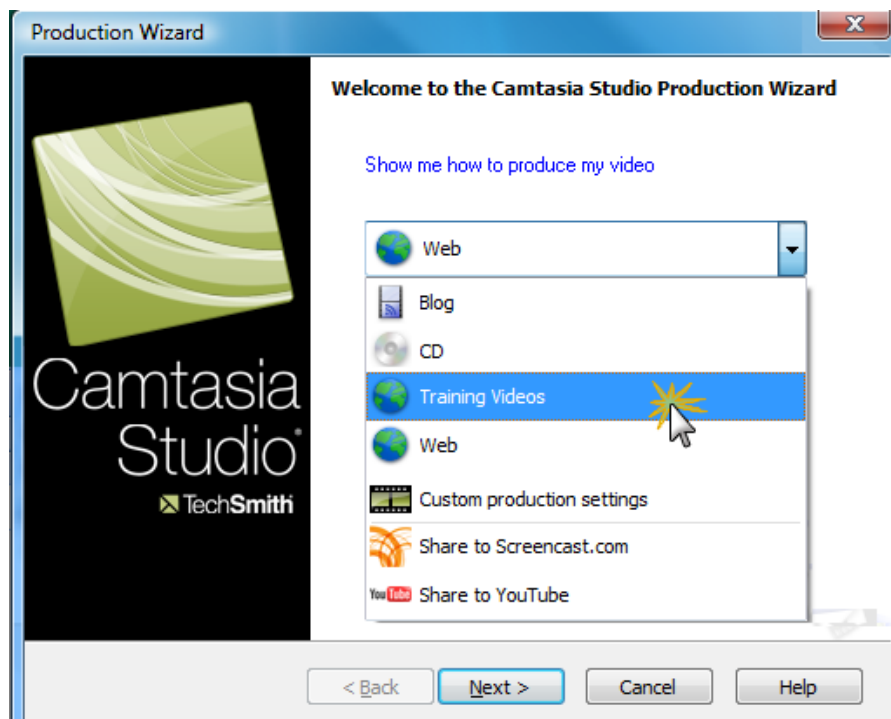 Production Wizard
Welcome to the Camtasia Studio Production Wizard
Show me how to produce my video
Web
Blog
CD
Training Videos
Web
Custom production settings
Share to Screencast.com
You Tube Share to YouTube
Camtasia
Studio®
TechSmith
< Back Next > Cancel Help